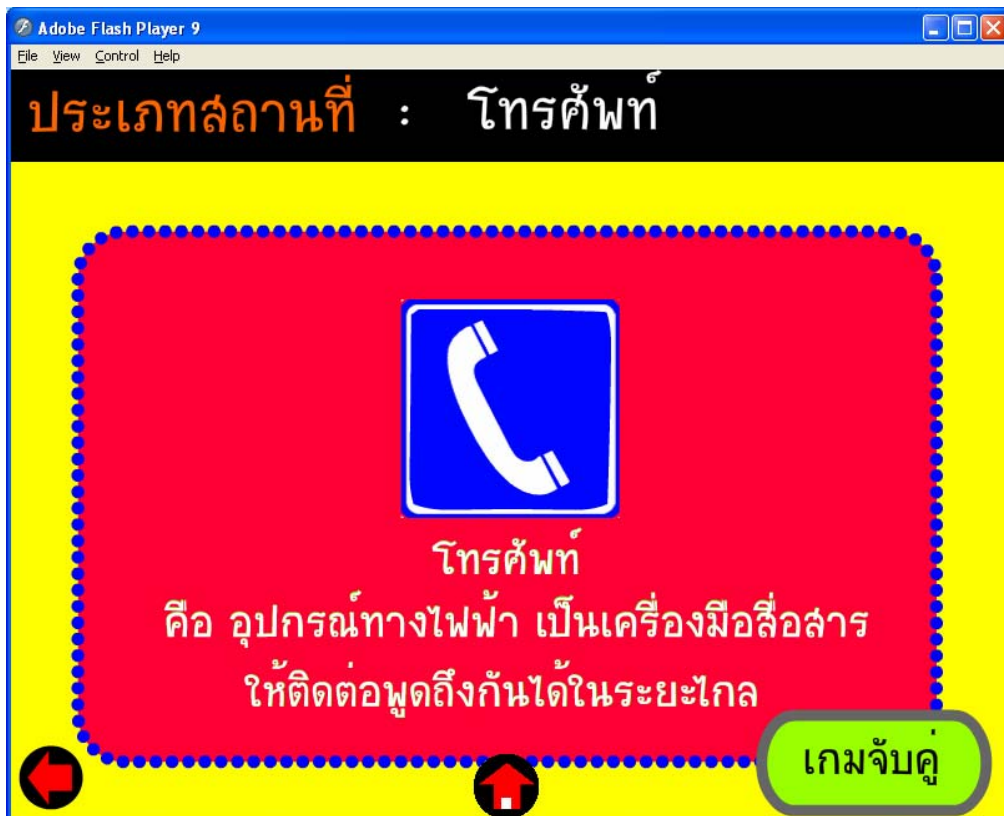 Adobe Flash Player 9
File View Control Help
ประเภทสถานที่ : โทรศัพท์
โทรศัพท์
คือ อุปกรณ์ทางไฟฟ้า เป็นเครื่องมือสื่อสาร
ให้ติดต่อพูดถึงกันได้ในระยะไกล
เกมจับคู่